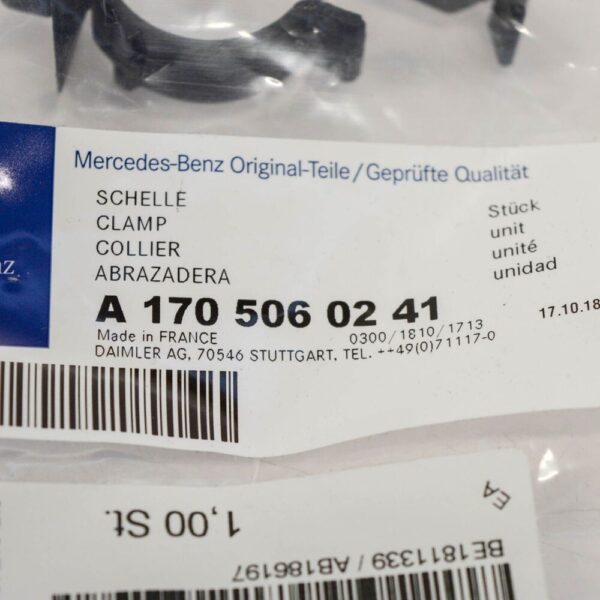 Mercedes-Benz Original-Teile/Geprüfte Qualität
SCHELLE
CLAMP
COLLIER
ABRAZADERA
Stück
unit
unité
unidad
A 170 506 02 41
17.10.18
Made in FRANCE
0300/1810/1713
DAIMLER AG, 70546 STUTTGART, TEL. ++49(0)71117-0
EA
1,00 St.
BE1811339 / AB186197